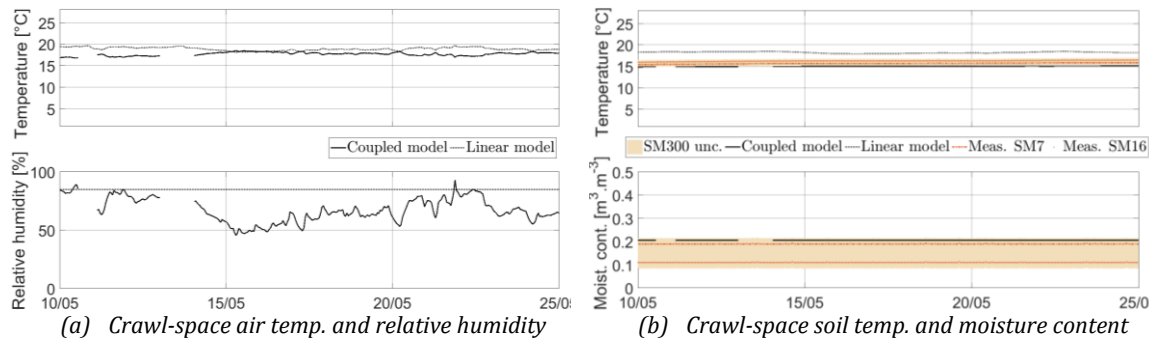 Temperature [°C]
25
20
15
10
5
Coupled model Linear model
Relative humidity [%]
100
50
0
10/05 15/05 20/05 25/0
(a) Crawl-space air temp. and relative humidity
Temperature [°C]
25
20
15
10
5
SM300 unc. Coupled model Linear model Meas. SM7 Meas. SM16
Moist. cont. [m³.m⁻³]
0.5
0.4
0.3
0.2
0.1
0
10/05 15/05 20/05 25/0
(b) Crawl-space soil temp. and moisture content